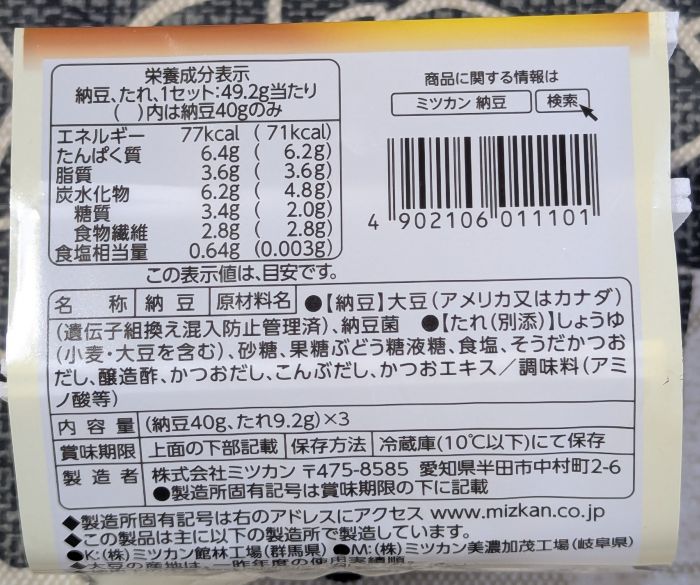 栄養成分表示
納豆、たれ、1セット:49.2g当たり
(　)内は納豆40gのみ
エネルギー 77kcal (71kcal)
たんぱく質 6.4g (6.2g)
脂質 3.6g (3.6g)
炭水化物 6.2g (4.8g)
糖質 3.4g (2.0g)
食物繊維 2.8g (2.8g)
食塩相当量 0.64g (0.003g)
この表示値は、目安です。
商品に関する情報は
ミツカン 納豆 検索
4 902106 011101
名称 納豆 原材料名 ●【納豆】大豆(アメリカ又はカナダ)
(遺伝子組換え混入防止管理済)、納豆菌 ●【たれ(別添)】しょうゆ
(小麦・大豆を含む)、砂糖、果糖ぶどう糖液糖、食塩、そうだかつお
だし、醸造酢、かつおだし、こんぶだし、かつおエキス/調味料(アミ
ノ酸等)
内容量 (納豆40g、たれ9.2g)×3
賞味期限 上面の下部記載 保存方法 冷蔵庫(10℃以下)にて保存
製造者 株式会社ミツカン 〒475-8585 愛知県半田市中村町2-6
●製造所固有記号は賞味期限の下に記載
◆製造所固有記号は右のアドレスにアクセス www.mizkan.co.jp
◆この製品は主に以下の製造所で製造しています。
●K:(株)ミツカン館林工場(群馬県) ●M:(株)ミツカン美濃加茂工場(岐阜県)
◆大豆の産地は、一昨年度の使用実績順。